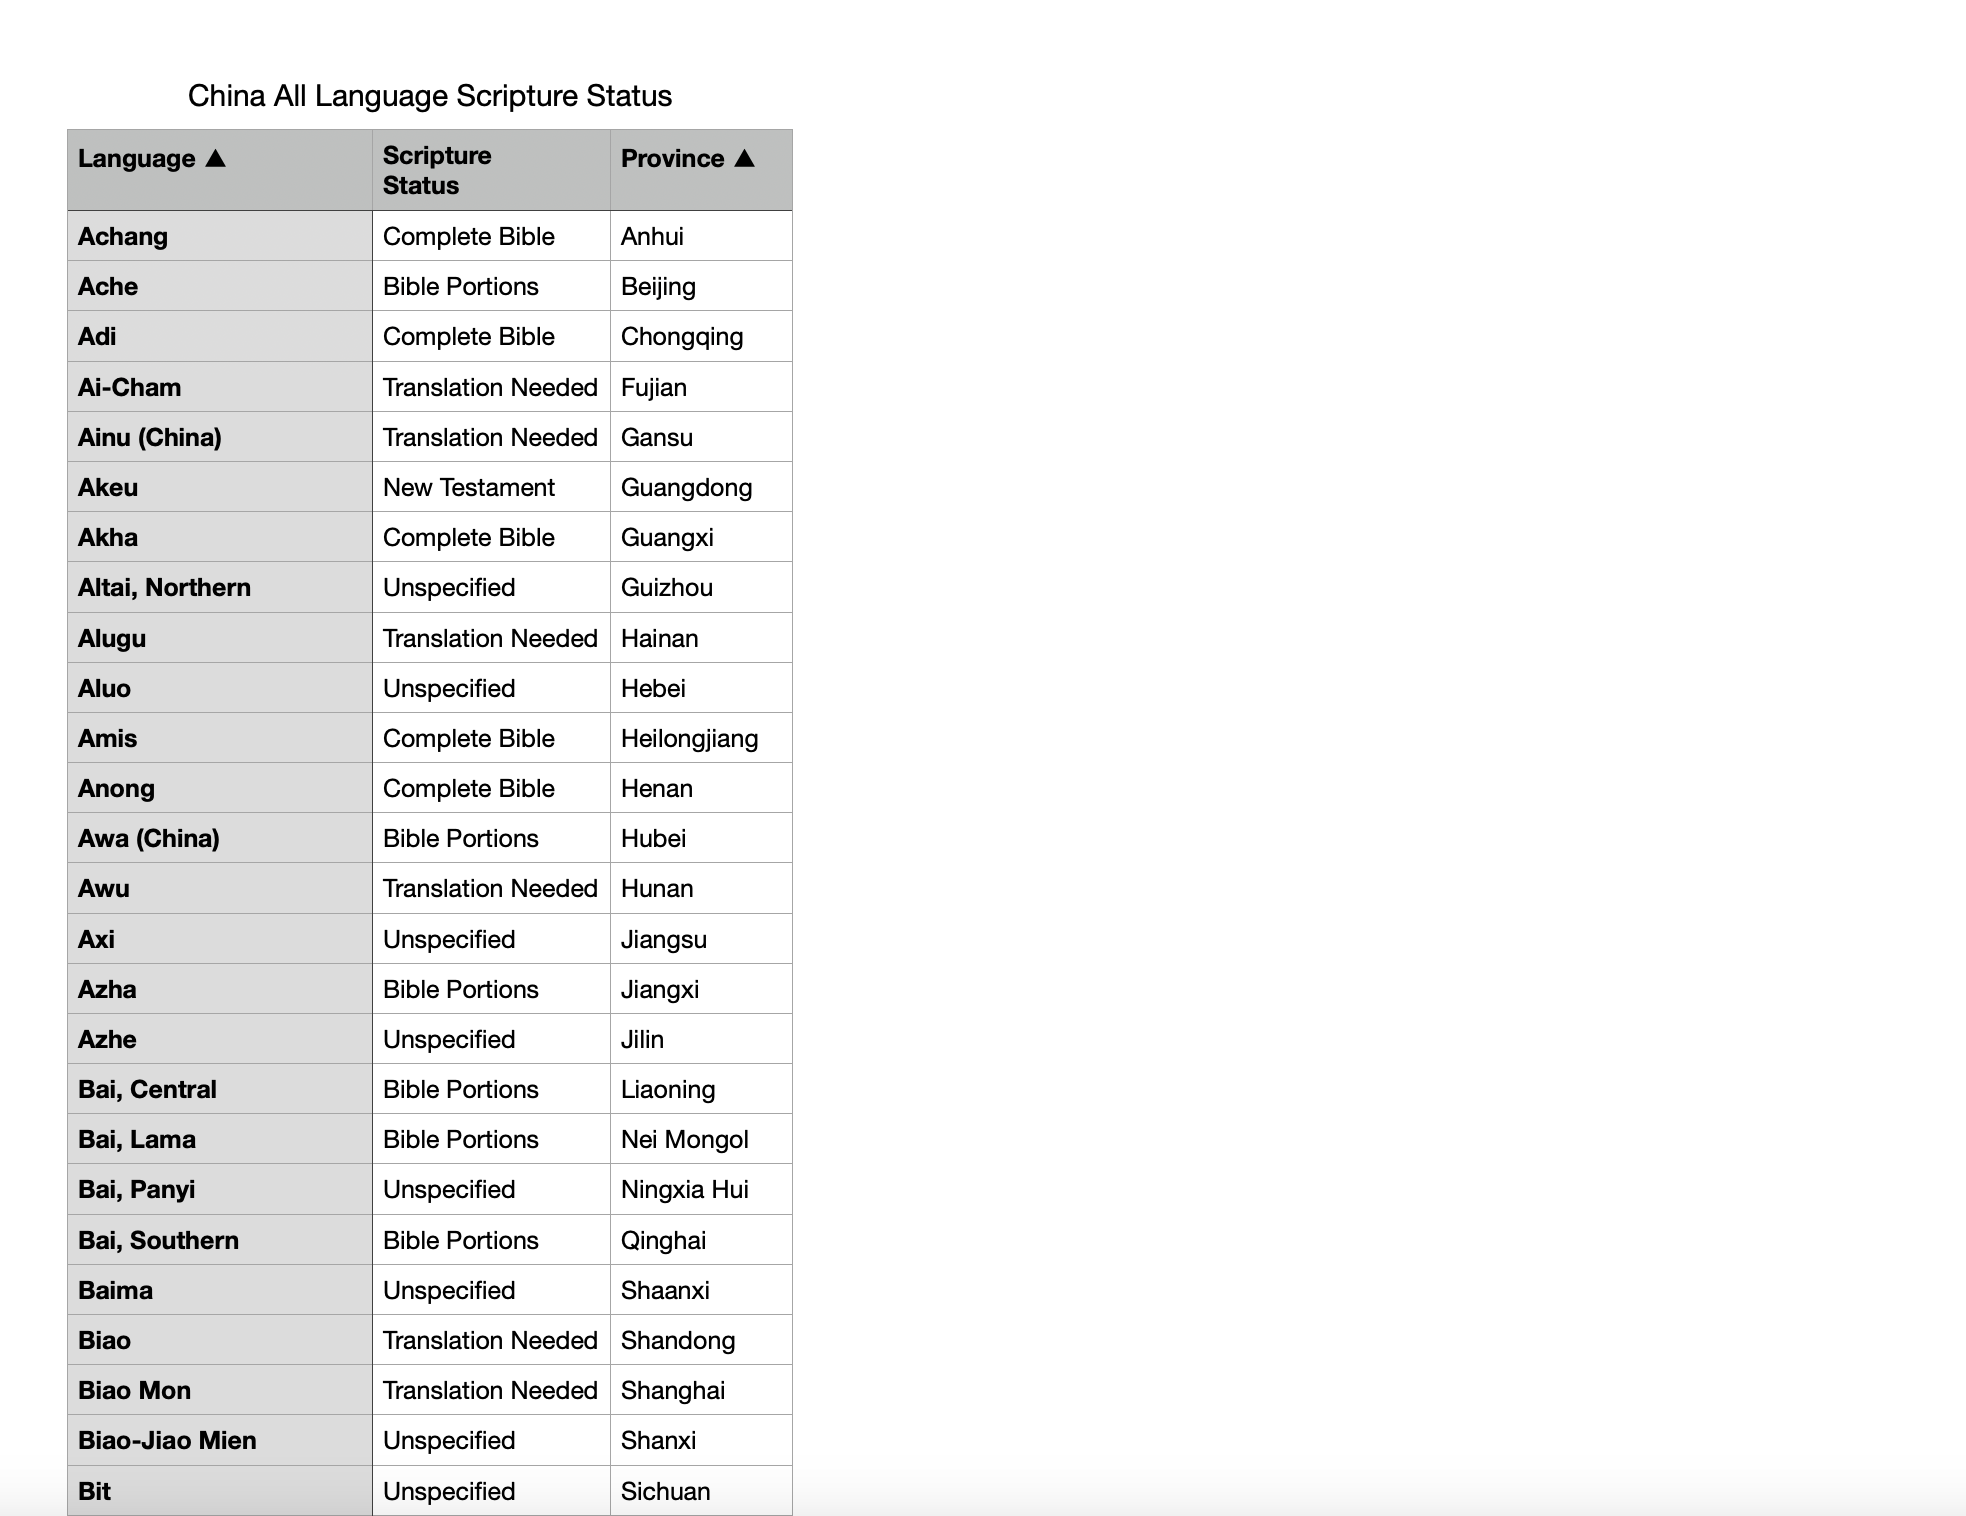 China All Language Scripture Status
Language ▲ Scripture Status Province ▲
Achang Complete Bible Anhui
Ache Bible Portions Beijing
Adi Complete Bible Chongqing
Ai-Cham Translation Needed Fujian
Ainu (China) Translation Needed Gansu
Akeu New Testament Guangdong
Akha Complete Bible Guangxi
Altai, Northern Unspecified Guizhou
Alugu Translation Needed Hainan
Aluo Unspecified Hebei
Amis Complete Bible Heilongjiang
Anong Complete Bible Henan
Awa (China) Bible Portions Hubei
Awu Translation Needed Hunan
Axi Unspecified Jiangsu
Azha Bible Portions Jiangxi
Azhe Unspecified Jilin
Bai, Central Bible Portions Liaoning
Bai, Lama Bible Portions Nei Mongol
Bai, Panyi Unspecified Ningxia Hui
Bai, Southern Bible Portions Qinghai
Baima Unspecified Shaanxi
Biao Translation Needed Shandong
Biao Mon Translation Needed Shanghai
Biao-Jiao Mien Unspecified Shanxi
Bit Unspecified Sichuan